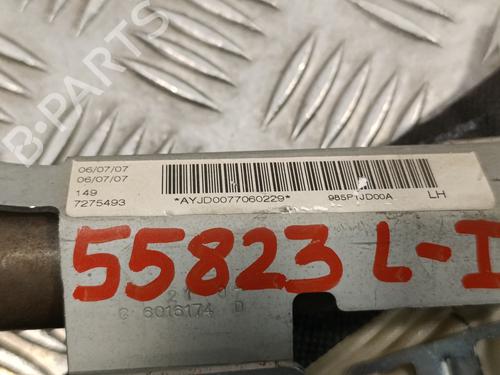 B-PARTS
06/07/07
06/07/07
149
7275493
*AYJD0077060229*
985P1JD00A
LH
55823 L-I
6016174 D